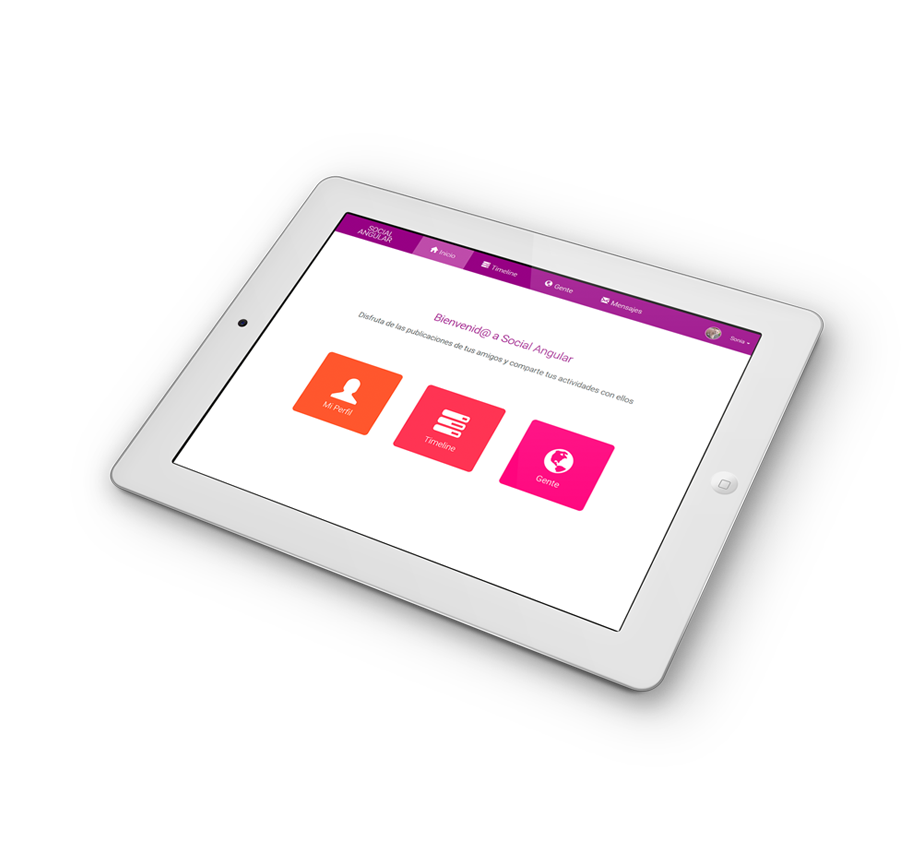 SOCIAL
ANGULAR
Inicio
Timeline
Gente
Mensajes
Sonia
Bienvenid@ a Social Angular
Disfruta de las publicaciones de tus amigos y comparte tus actividades con ellos
Mi Perfil
Timeline
Gente